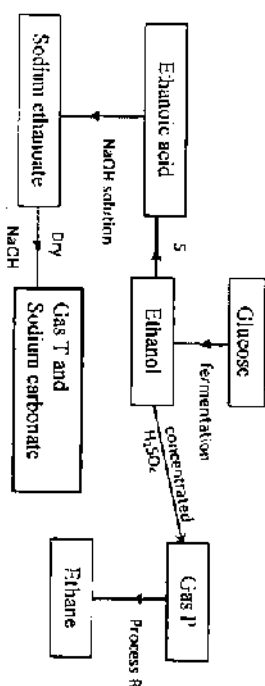 Glucose
fermentation
Ethanoic acid
S
Ethanol
concentrated
H₂SO₄
Gas P
NaOH solution
Process R
Sodium ethanoate
Dry
NaOH
Gas T and
Sodium carbonate
Ethane